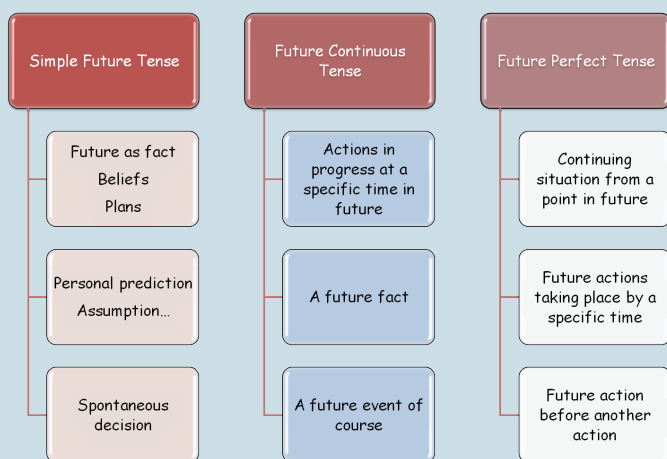 Simple Future Tense
Future as fact
Beliefs
Plans
Personal prediction
Assumption...
Spontaneous
decision
Future Continuous
Tense
Actions in
progress at a
specific time in
future
A future fact
A future event of
course
Future Perfect Tense
Continuing
situation from a
point in future
Future actions
taking place by a
specific time
Future action
before another
action